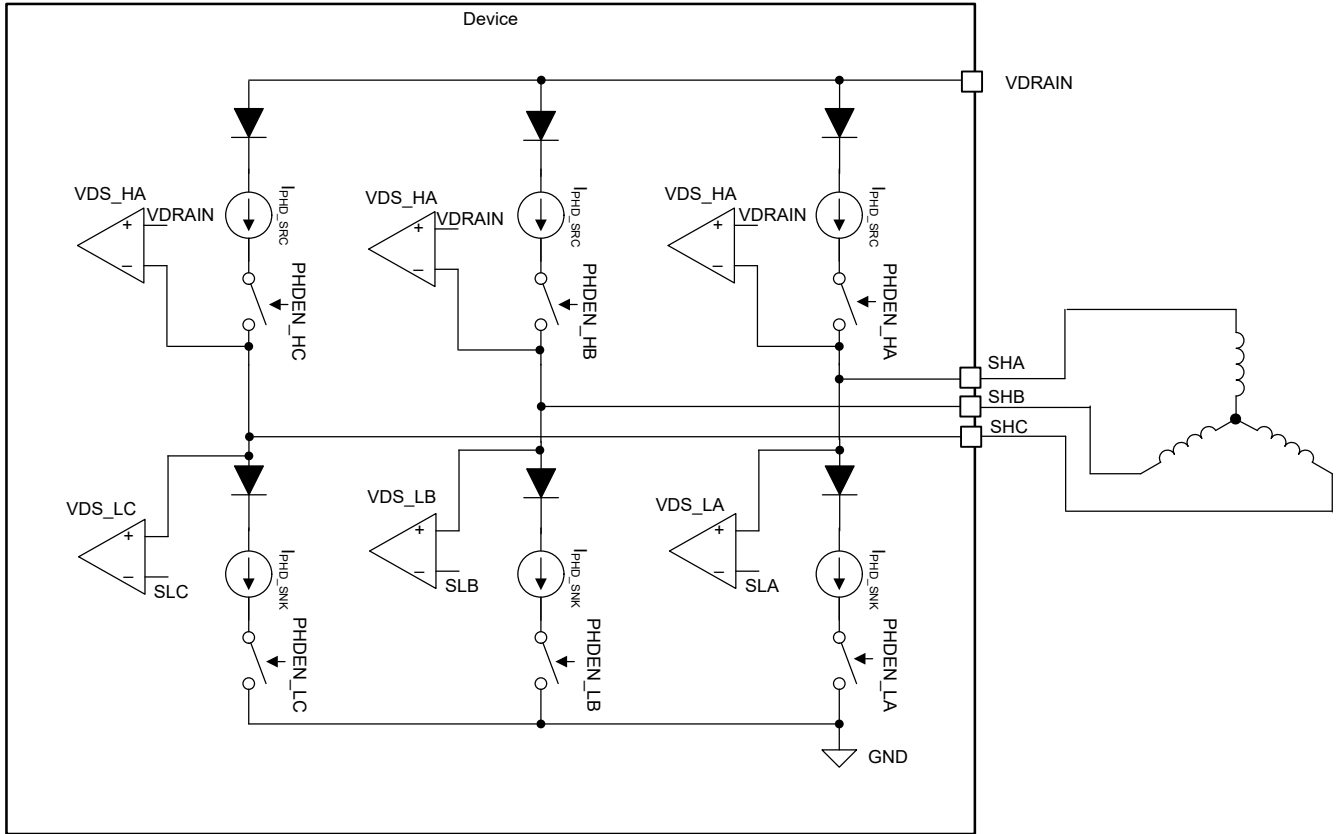 Device
VDRAIN
VDS_HA
VDRAIN
IPHD_SRC
PHDEN_HC
VDS_HA
VDRAIN
IPHD_SRC
PHDEN_HB
VDS_HA
VDRAIN
IPHD_SRC
PHDEN_HA
SHA
SHB
SHC
VDS_LC
SLC
IPHD_SNK
PHDEN_LC
VDS_LB
SLB
IPHD_SNK
PHDEN_LB
VDS_LA
SLA
IPHD_SNK
PHDEN_LA
GND